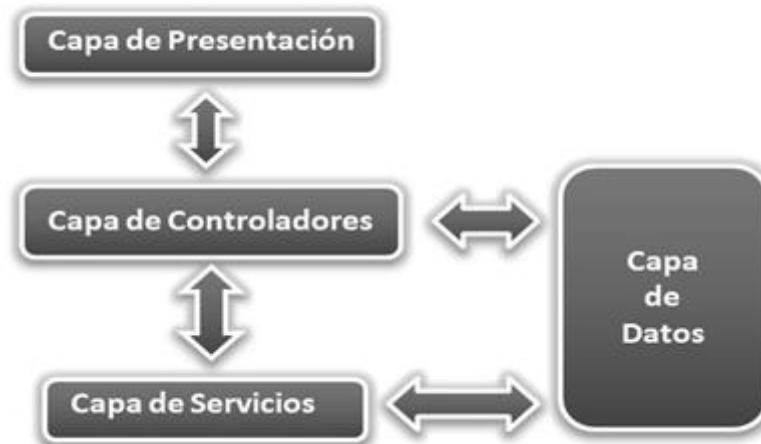 Capa de Presentación
Capa de Controladores
Capa
de
Datos
Capa de Servicios